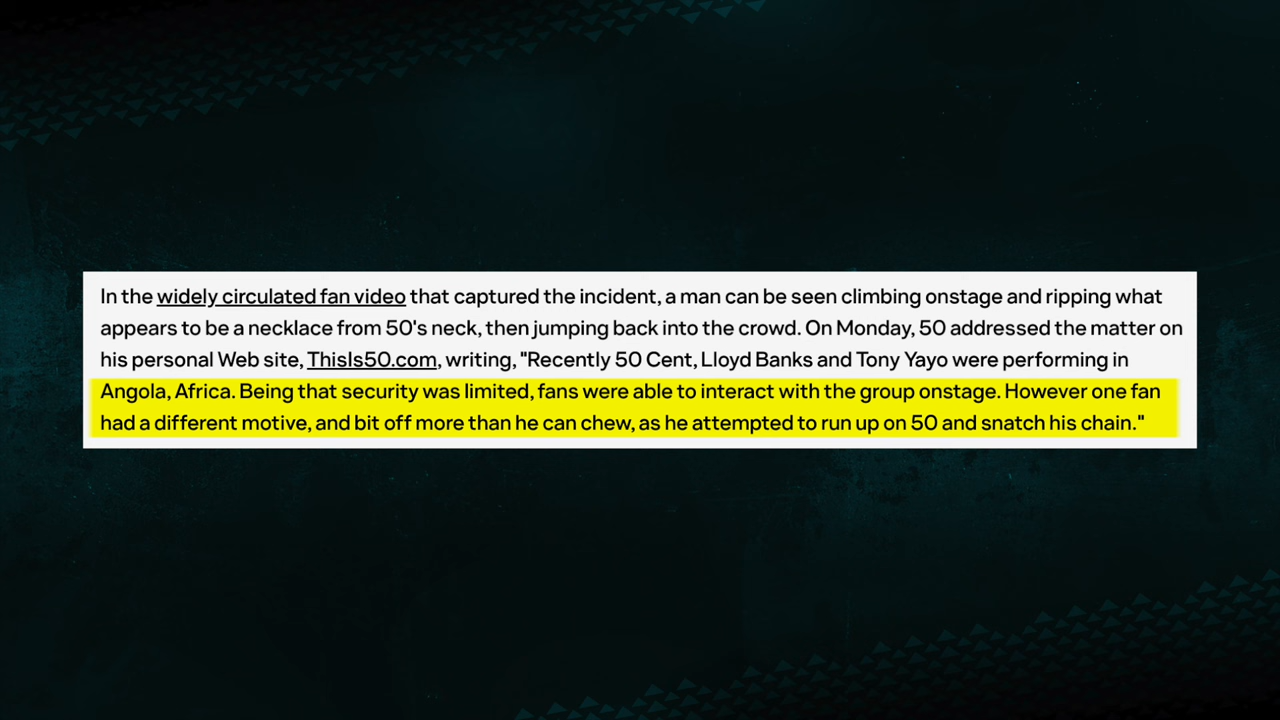 In the widely circulated fan video that captured the incident, a man can be seen climbing onstage and ripping what
appears to be a necklace from 50's neck, then jumping back into the crowd. On Monday, 50 addressed the matter on
his personal Web site, ThisIs50.com, writing, "Recently 50 Cent, Lloyd Banks and Tony Yayo were performing in
Angola, Africa. Being that security was limited, fans were able to interact with the group onstage. However one fan
had a different motive, and bit off more than he can chew, as he attempted to run up on 50 and snatch his chain."